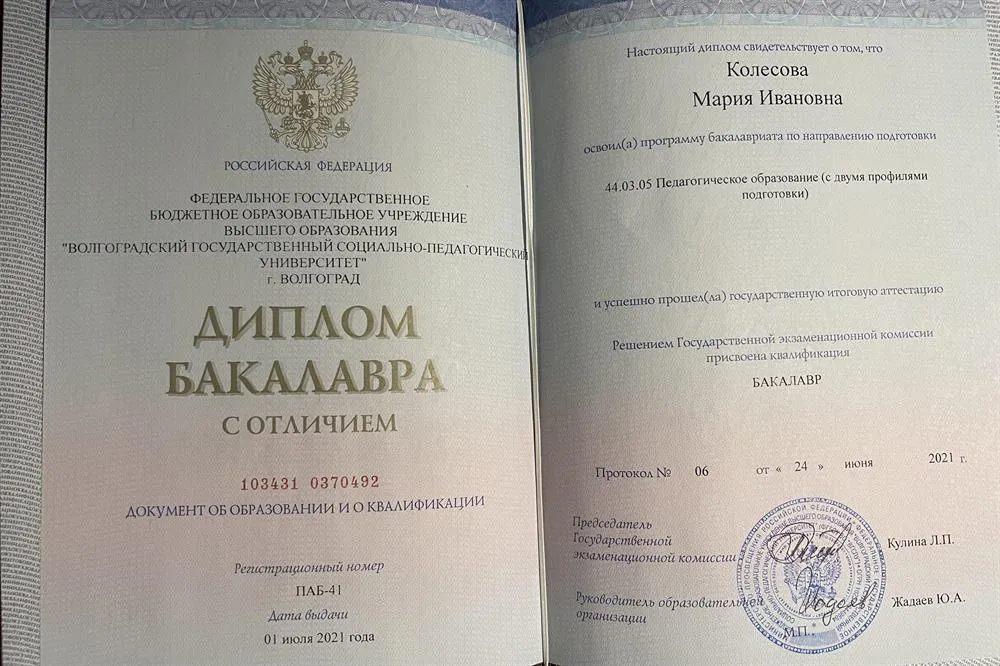 РОССИЙСКАЯ ФЕДЕРАЦИЯ
ФЕДЕРАЛЬНОЕ ГОСУДАРСТВЕННОЕ
БЮДЖЕТНОЕ ОБРАЗОВАТЕЛЬНОЕ УЧРЕЖДЕНИЕ
ВЫСШЕГО ОБРАЗОВАНИЯ
"ВОЛГОГРАДСКИЙ ГОСУДАРСТВЕННЫЙ СОЦИАЛЬНО-ПЕДАГОГИЧЕСКИЙ
УНИВЕРСИТЕТ"
г. ВОЛГОГРАД
ДИПЛОМ
БАКАЛАВРА
С ОТЛИЧИЕМ
103431 0370492
ДОКУМЕНТ ОБ ОБРАЗОВАНИИ И О КВАЛИФИКАЦИИ
Регистрационный номер
ПАБ-41
Дата выдачи
01 июля 2021 года
Настоящий диплом свидетельствует о том, что
Колесова
Мария Ивановна
освоил(а) программу бакалавриата по направлению подготовки
44.03.05 Педагогическое образование (с двумя профилями
подготовки)
и успешно прошел(ла) государственную итоговую аттестацию
Решением Государственной экзаменационной комиссии
присвоена квалификация
БАКАЛАВР
Протокол № 06 от « 24 » июня 2021 г.
Председатель
Государственной
экзаменационной комиссии Кулина Л.П.
Руководитель образовательной
организации Жадаев Ю.А.
М.П.